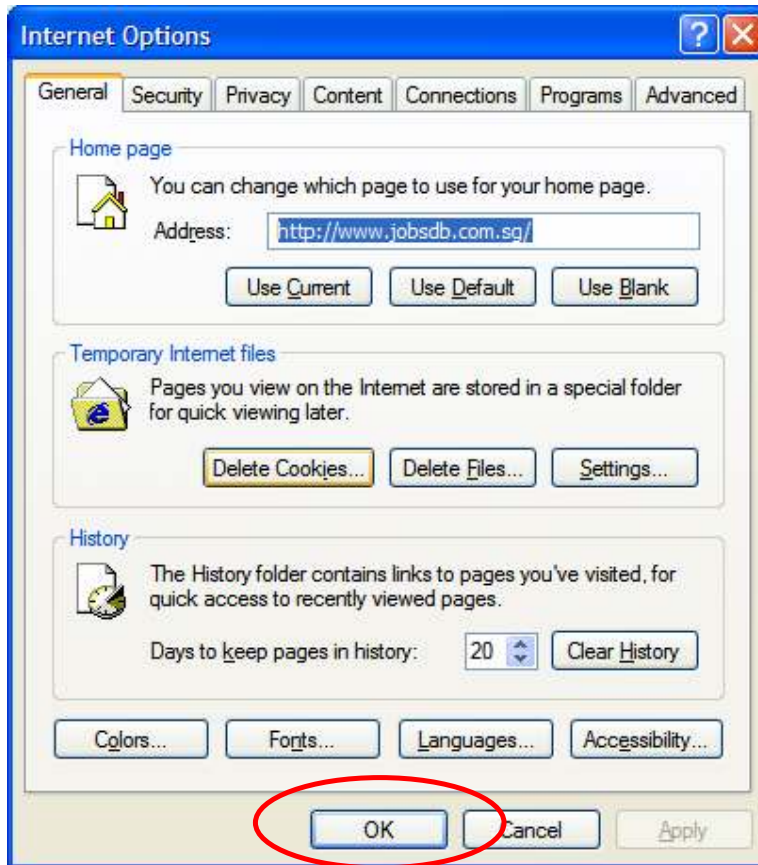 Internet Options
General Security Privacy Content Connections Programs Advanced
Home page
You can change which page to use for your home page.
Address: http://www.jobsdb.com.sg/
Use Current Use Default Use Blank
Temporary Internet files
Pages you view on the Internet are stored in a special folder
for quick viewing later.
Delete Cookies... Delete Files... Settings...
History
The History folder contains links to pages you've visited, for
quick access to recently viewed pages.
Days to keep pages in history: 20 Clear History
Colors... Fonts... Languages... Accessibility...
OK Cancel Apply